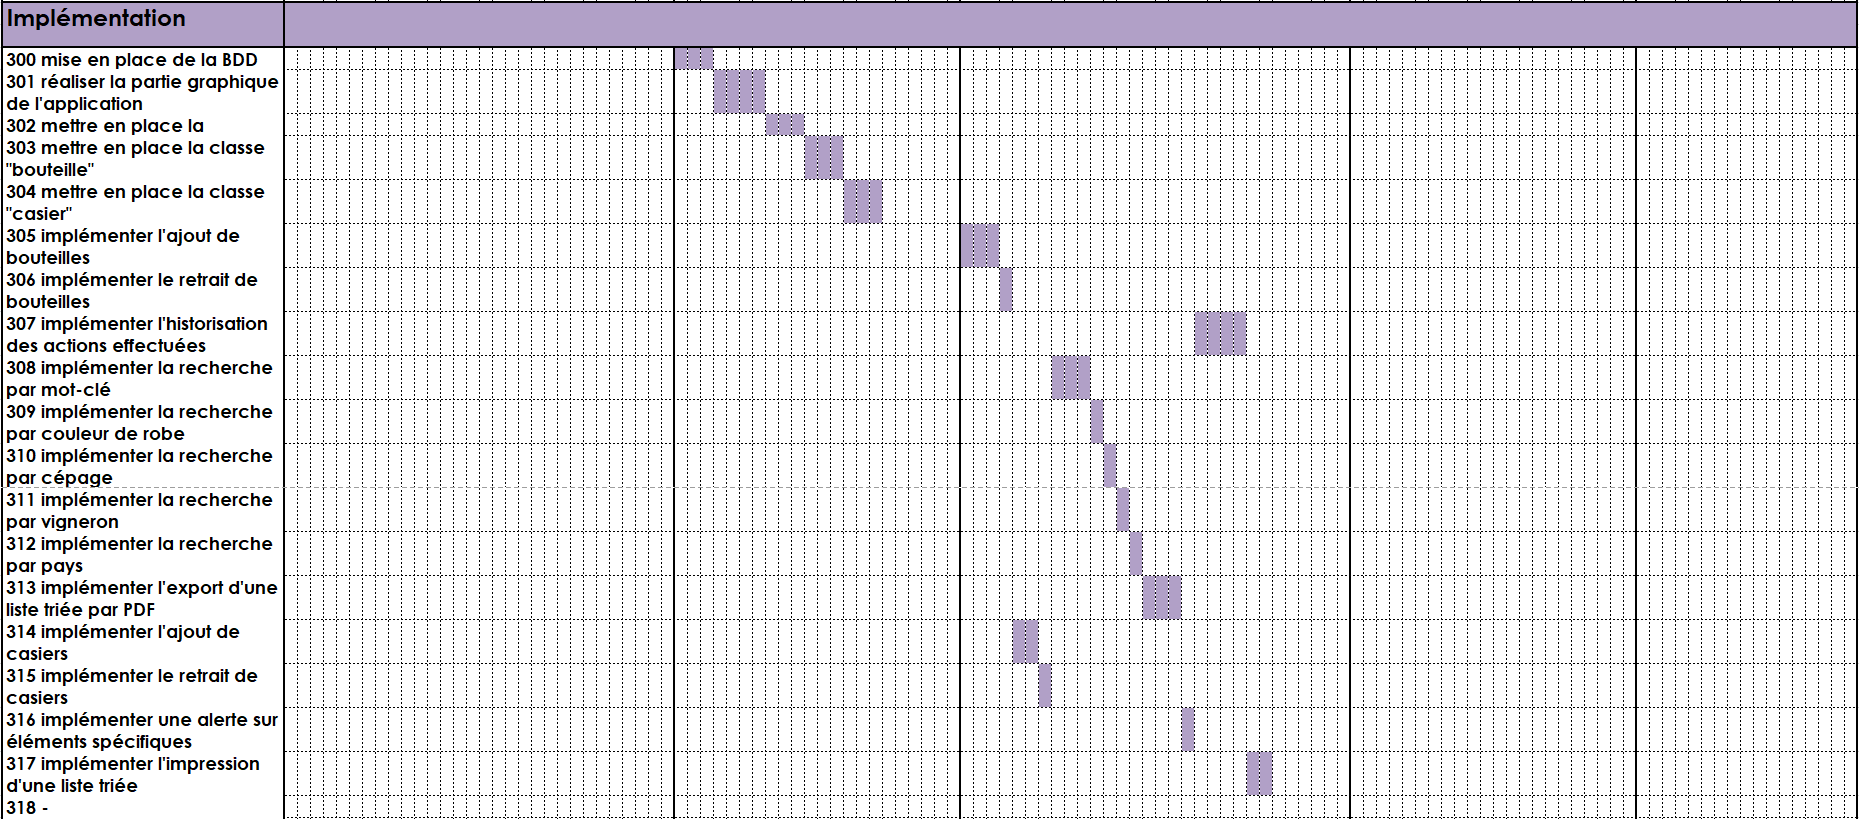 Implémentation
300 mise en place de la BDD
301 réaliser la partie graphique
de l'application
302 mettre en place la
303 mettre en place la classe
"bouteille"
304 mettre en place la classe
"casier"
305 implémenter l'ajout de
bouteilles
306 implémenter le retrait de
bouteilles
307 implémenter l'historisation
des actions effectuées
308 implémenter la recherche
par mot-clé
309 implémenter la recherche
par couleur de robe
310 implémenter la recherche
par cépage
311 implémenter la recherche
par vigneron
312 implémenter la recherche
par pays
313 implémenter l'export d'une
liste triée par PDF
314 implémenter l'ajout de
casiers
315 implémenter le retrait de
casiers
316 implémenter une alerte sur
éléments spécifiques
317 implémenter l'impression
d'une liste triée
318 -